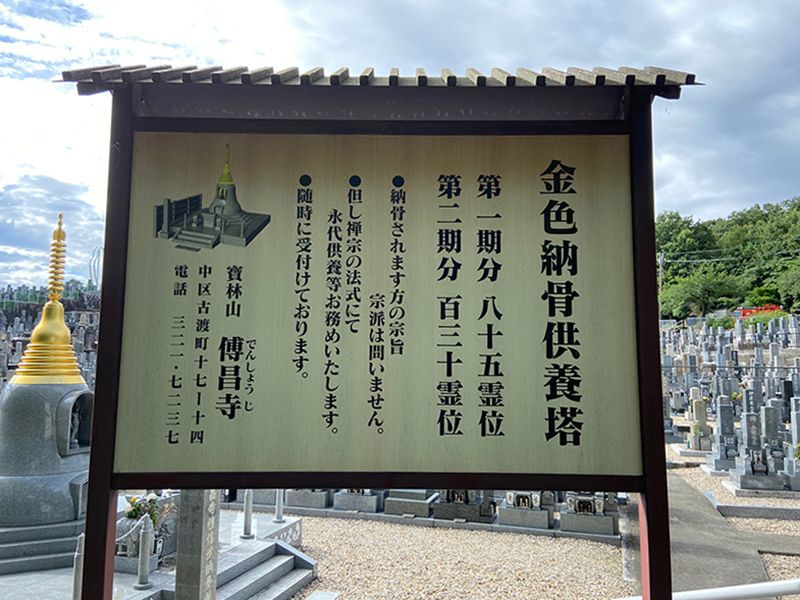 金色納骨供養塔
第一期分 八十五霊位
第二期分 百三十霊位
●納骨されます方の宗旨
宗派は問いません。
●但し禅宗の法式にて
永代供養等お務めいたします。
●随時に受付けております。
寶林山 傳昌寺
でんしょうじ
中区古渡町十七ー十四
電話 三二一・七二三七